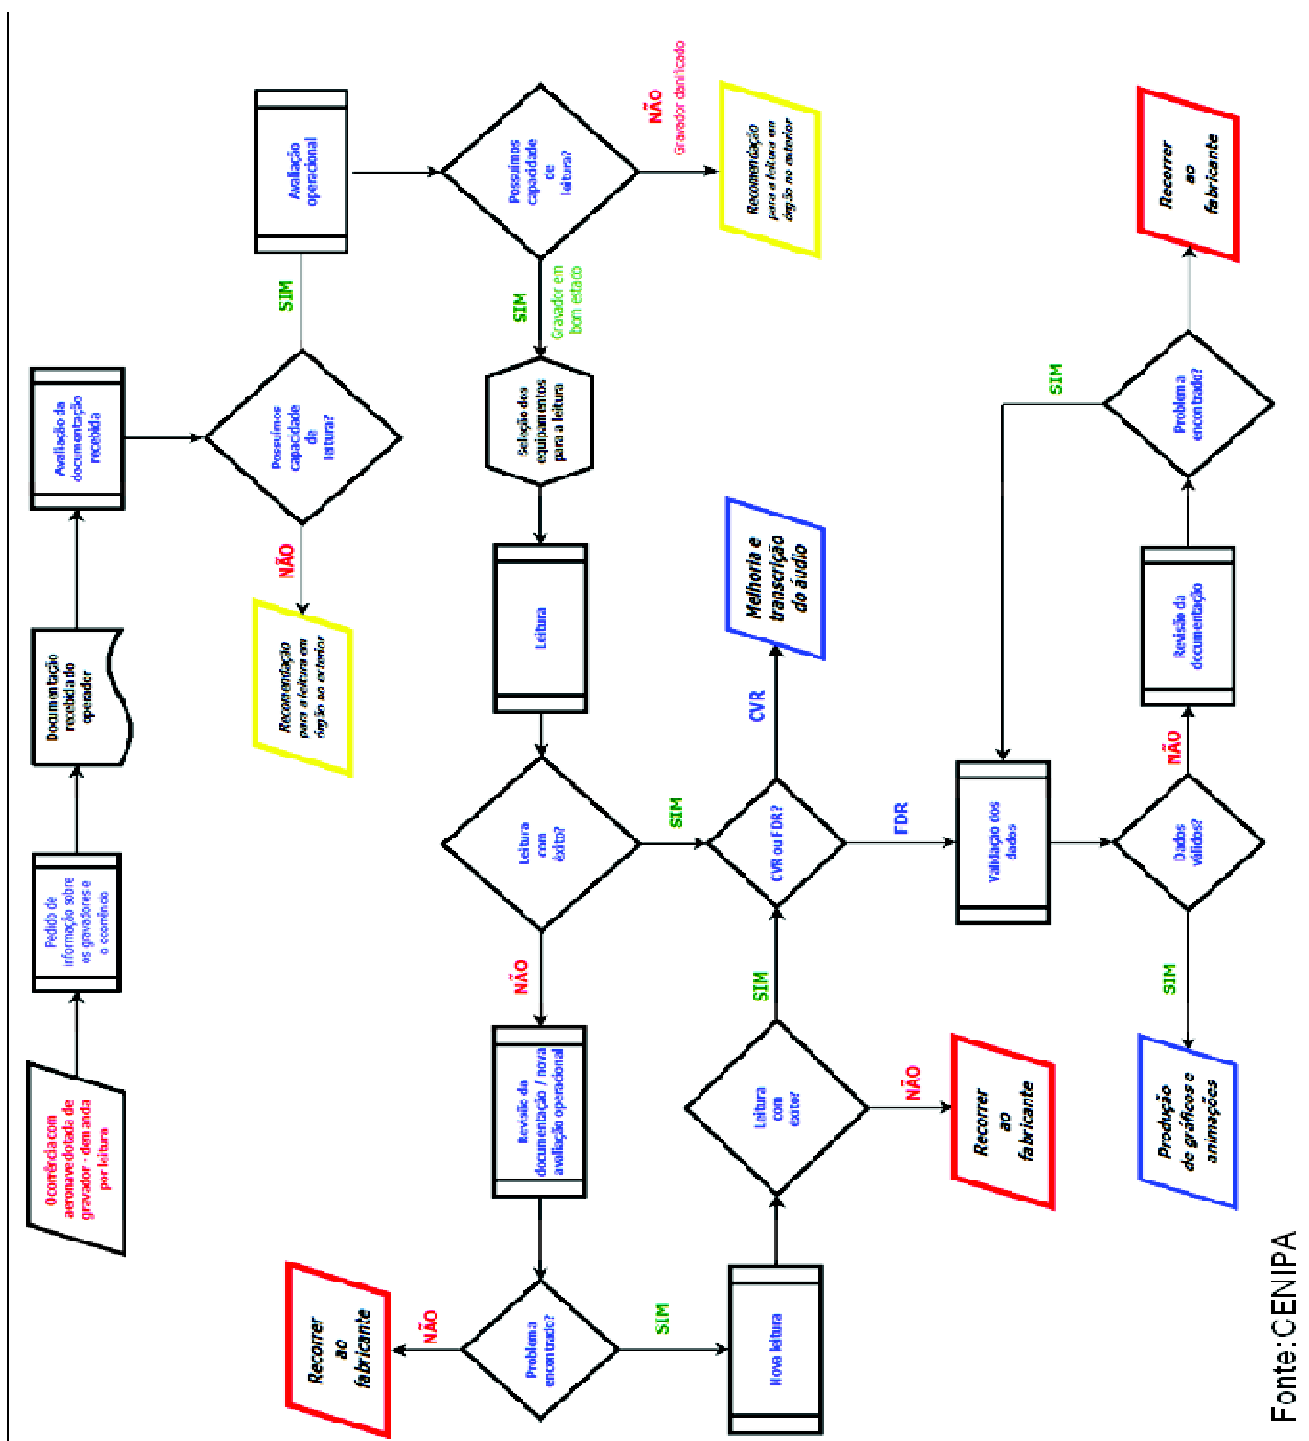 Ocorrência com
aeronave dotada de
gravador - demanda
por leitura
Pedido de
informação sobre
os gravadores e
a ocorrência
Documentação
recebida do
operador
Avaliação da
documentação
recebida
Possuímos
capacidade
de
leitura?
NÃO
Recomendação
para a leitura em
órgão no exterior
SIM
Avaliação
operacional
Possuímos
capacidade
de
leitura?
NÃO
Gravador danificado
Recomentação
para a leitura em
órgão no exterior
SIM
Gravador em
bom estaco
Seleção dos
equipamentos
para a leitura
Leitura
Leitura
com
êxito?
NÃO
Revisão da
documentação / nova
avaliação operacional
Problema
encontrado?
NÃO
Recorrer
ao
fabricante
SIM
Nova leitura
Leitura
com
êxito?
NÃO
Recorrer
ao
fabricante
SIM
SIM
CVR ou FDR?
CVR
Melhoria e
transcrição
do áudio
FDR
Validação dos
dados
Dados
válidos?
SIM
Produção
de gráficos e
animações
NÃO
Revisão da
documentação
Problema
encontrado?
SIM
Recorrer
ao
fabricante
Fonte: CENIPA